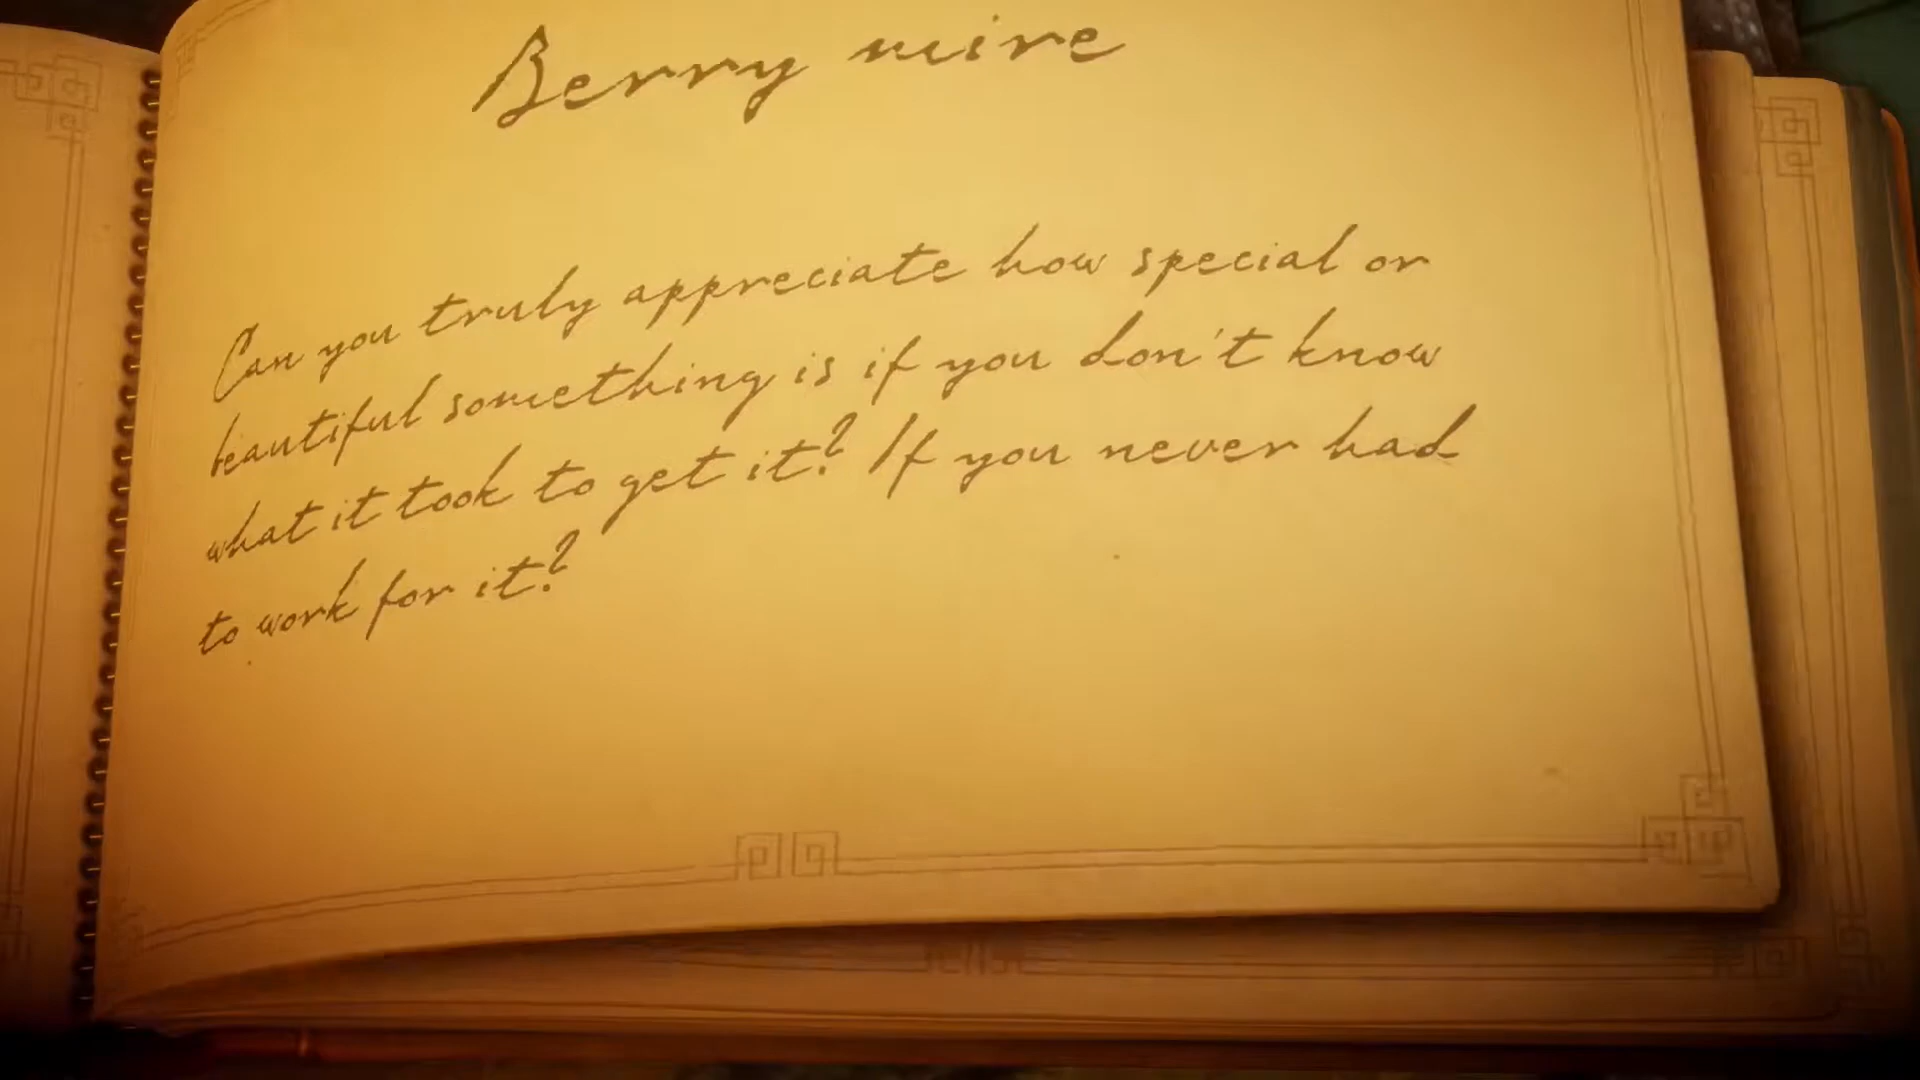 Berry mire
Can you truly appreciate how special or
beautiful something is if you don't know
what it took to get it? If you never had
to work for it?